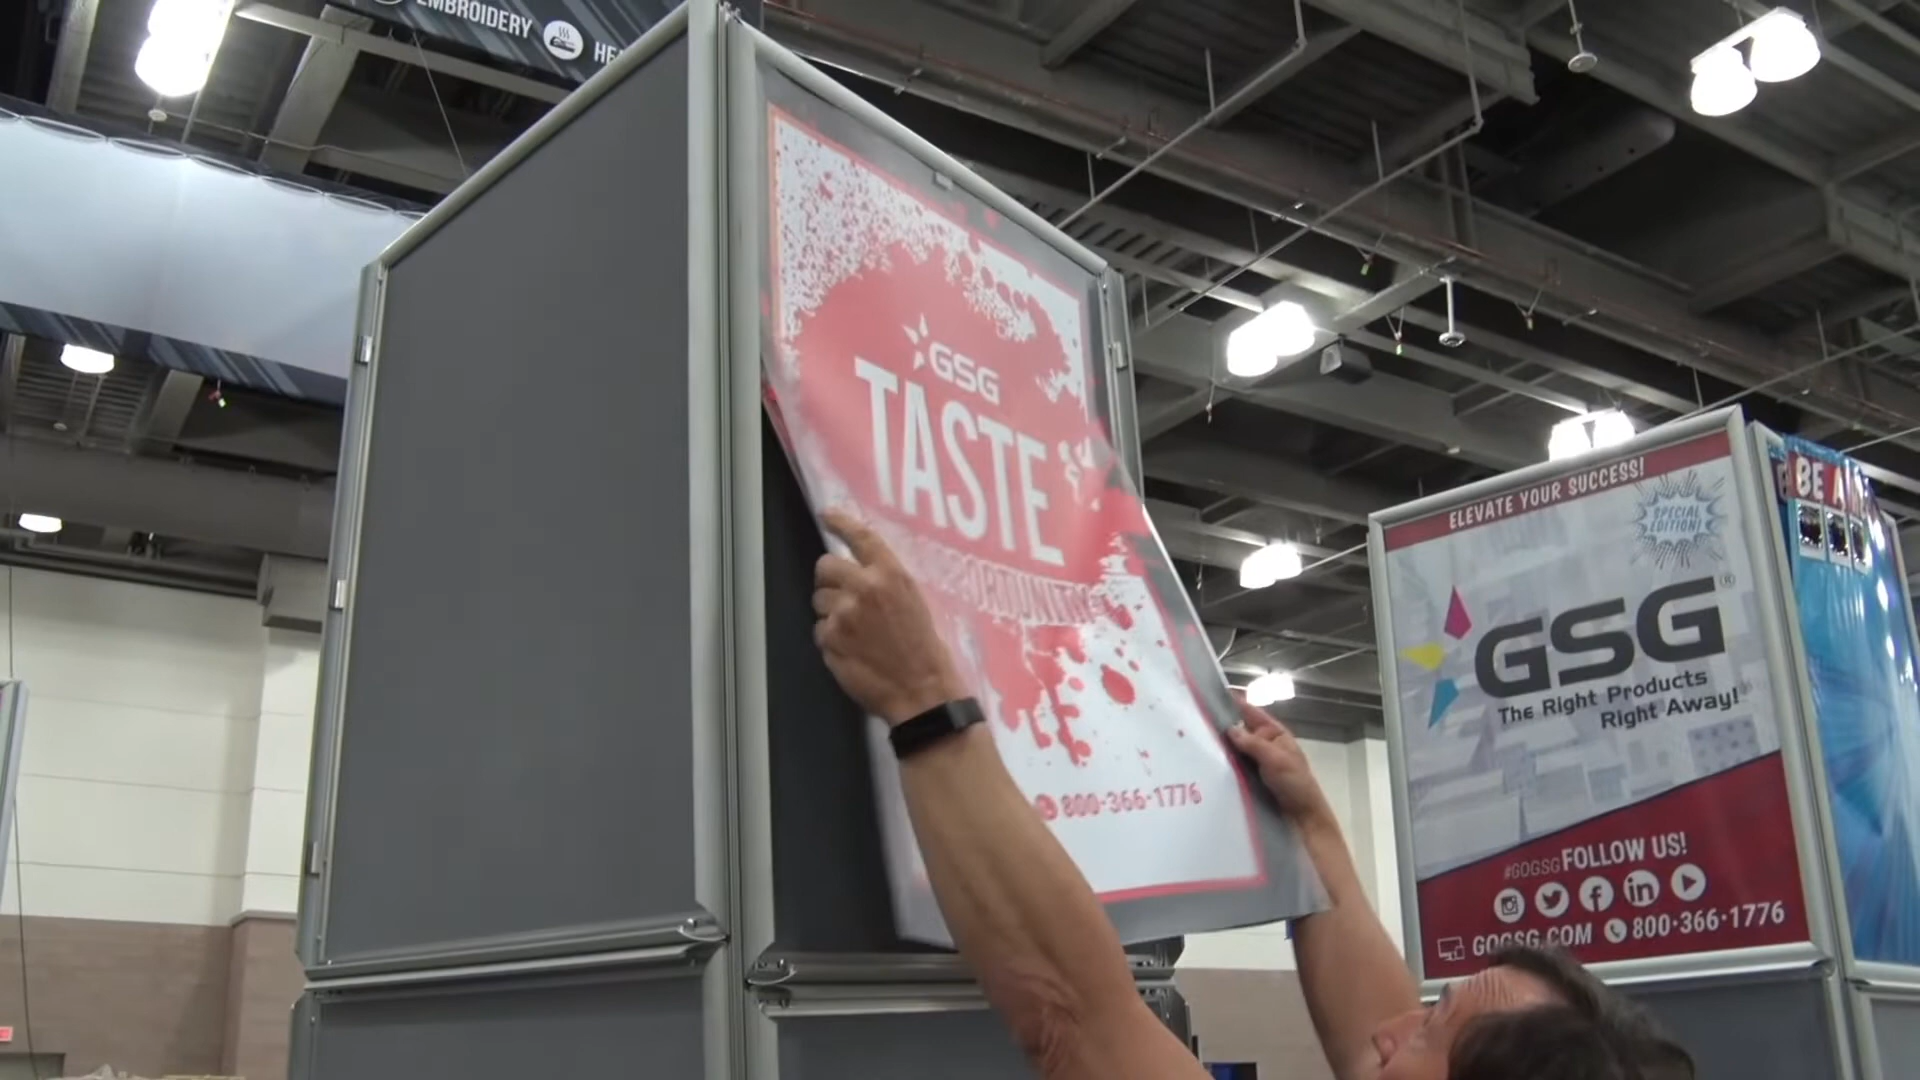 EMBROIDERY
GSG
TASTE
800•366•1776
ELEVATE YOUR SUCCESS!
SPECIAL
EDITION!
GSG®
The Right Products
Right Away!
#GOGSG FOLLOW US!
GOGSG.COM 800•366•1776
BE A